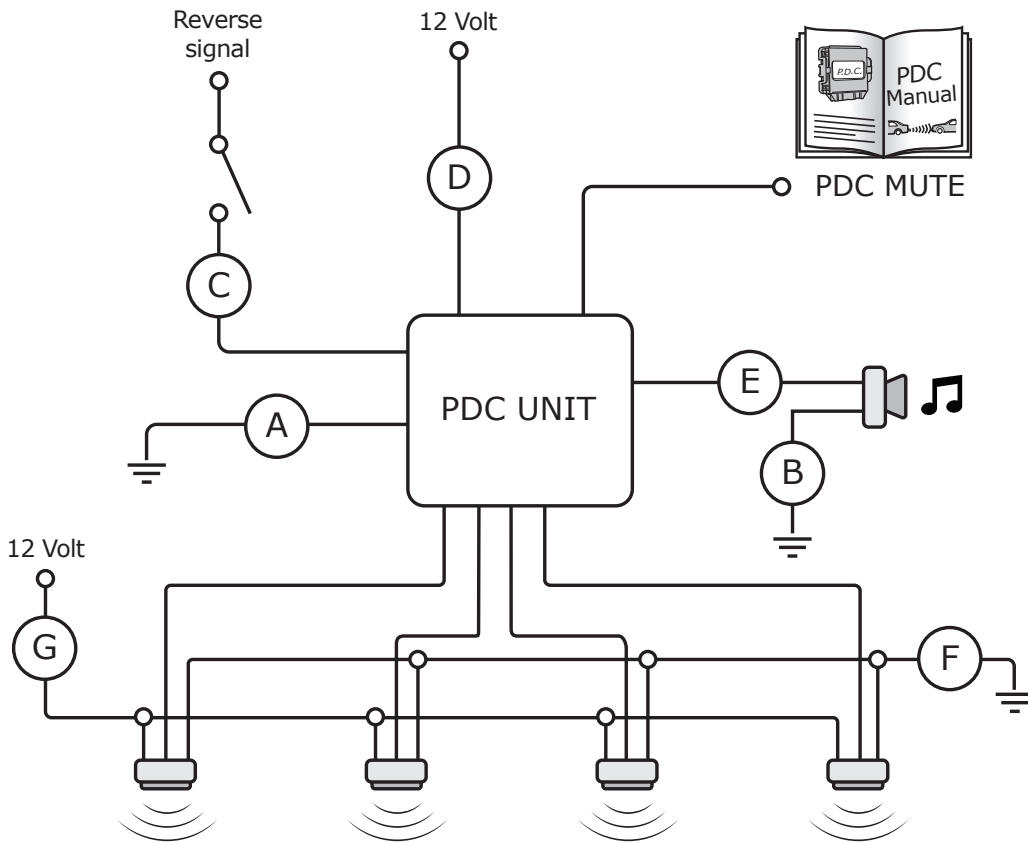 Reverse
signal
12 Volt
P.D.C.
PDC
Manual
PDC MUTE
D
C
PDC UNIT
E
A
B
12 Volt
G
F